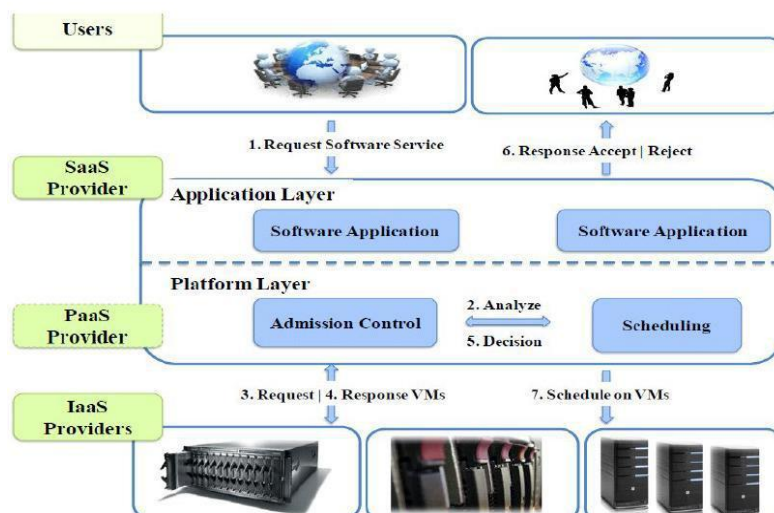 Users
1. Request Software Service
6. Response Accept | Reject
SaaS
Provider
Application Layer
Software Application
Software Application
Platform Layer
PaaS
Provider
Admission Control
2. Analyze
5. Decision
Scheduling
3. Request | 4. Response VMs
7. Schedule on VMs
IaaS
Providers